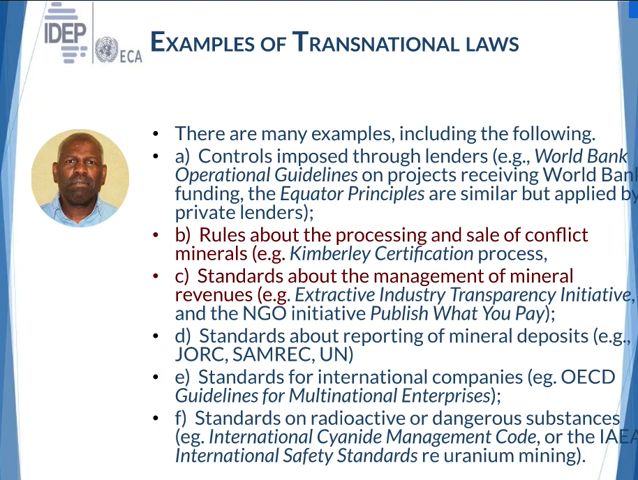 IDEP
ECA
EXAMPLES OF TRANSNATIONAL LAWS
• There are many examples, including the following.
• a) Controls imposed through lenders (e.g., World Bank
Operational Guidelines on projects receiving World Bank
funding, the Equator Principles are similar but applied by
private lenders);
• b) Rules about the processing and sale of conflict
minerals (e.g. Kimberley Certification process,
• c) Standards about the management of mineral
revenues (e.g. Extractive Industry Transparency Initiative,
and the NGO initiative Publish What You Pay);
• d) Standards about reporting of mineral deposits (e.g.,
JORC, SAMREC, UN)
• e) Standards for international companies (eg. OECD
Guidelines for Multinational Enterprises);
• f) Standards on radioactive or dangerous substances
(eg. International Cyanide Management Code, or the IAEA
International Safety Standards re uranium mining).